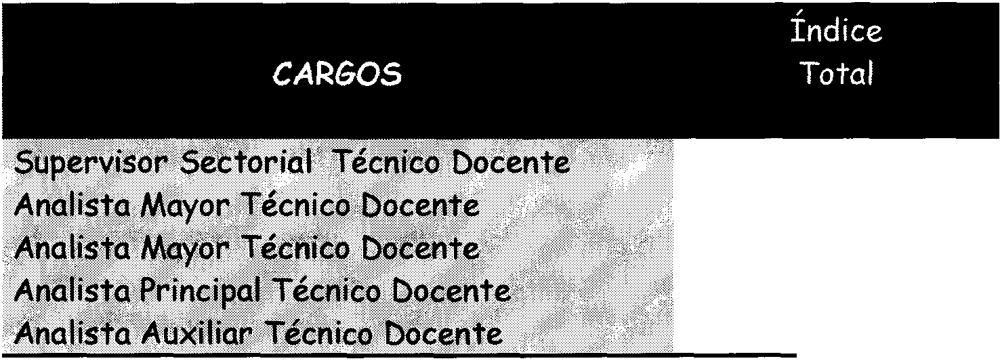 Índice
CARGOS Total
Supervisor Sectorial Técnico Docente
Analista Mayor Técnico Docente
Analista Mayor Técnico Docente
Analista Principal Técnico Docente
Analista Auxiliar Técnico Docente